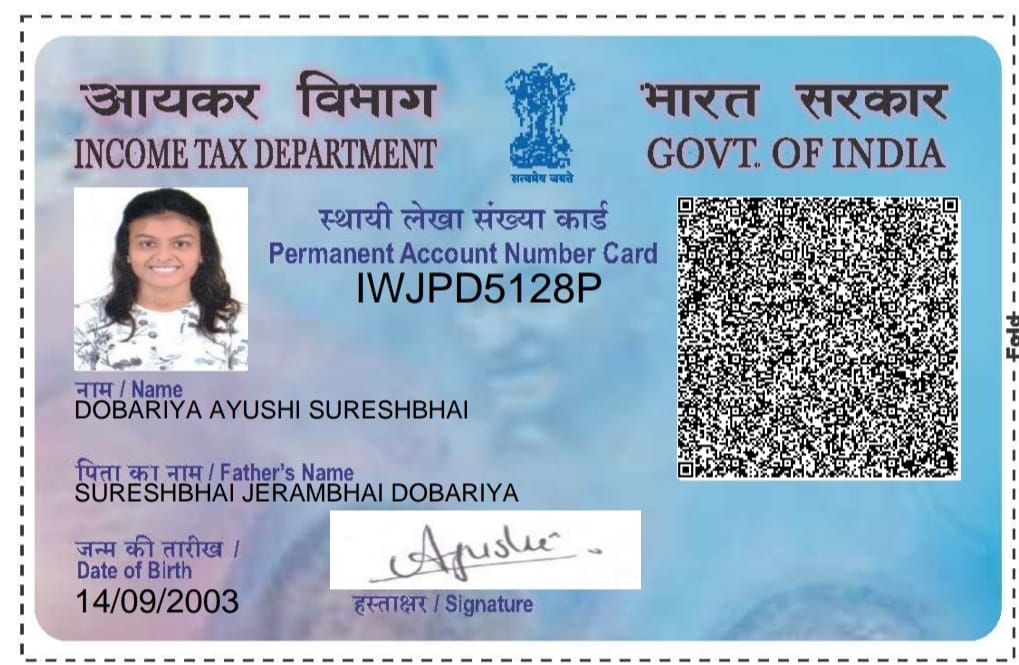 आयकर विभाग
INCOME TAX DEPARTMENT
सत्यमेव जयते
भारत सरकार
GOVT. OF INDIA
स्थायी लेखा संख्या कार्ड
Permanent Account Number Card
IWJPD5128P
नाम / Name
DOBARIYA AYUSHI SURESHBHAI
पिता का नाम / Father's Name
SURESHBHAI JERAMBHAI DOBARIYA
जन्म की तारीख /
Date of Birth
14/09/2003
Ayushi
हस्ताक्षर / Signature
Fold